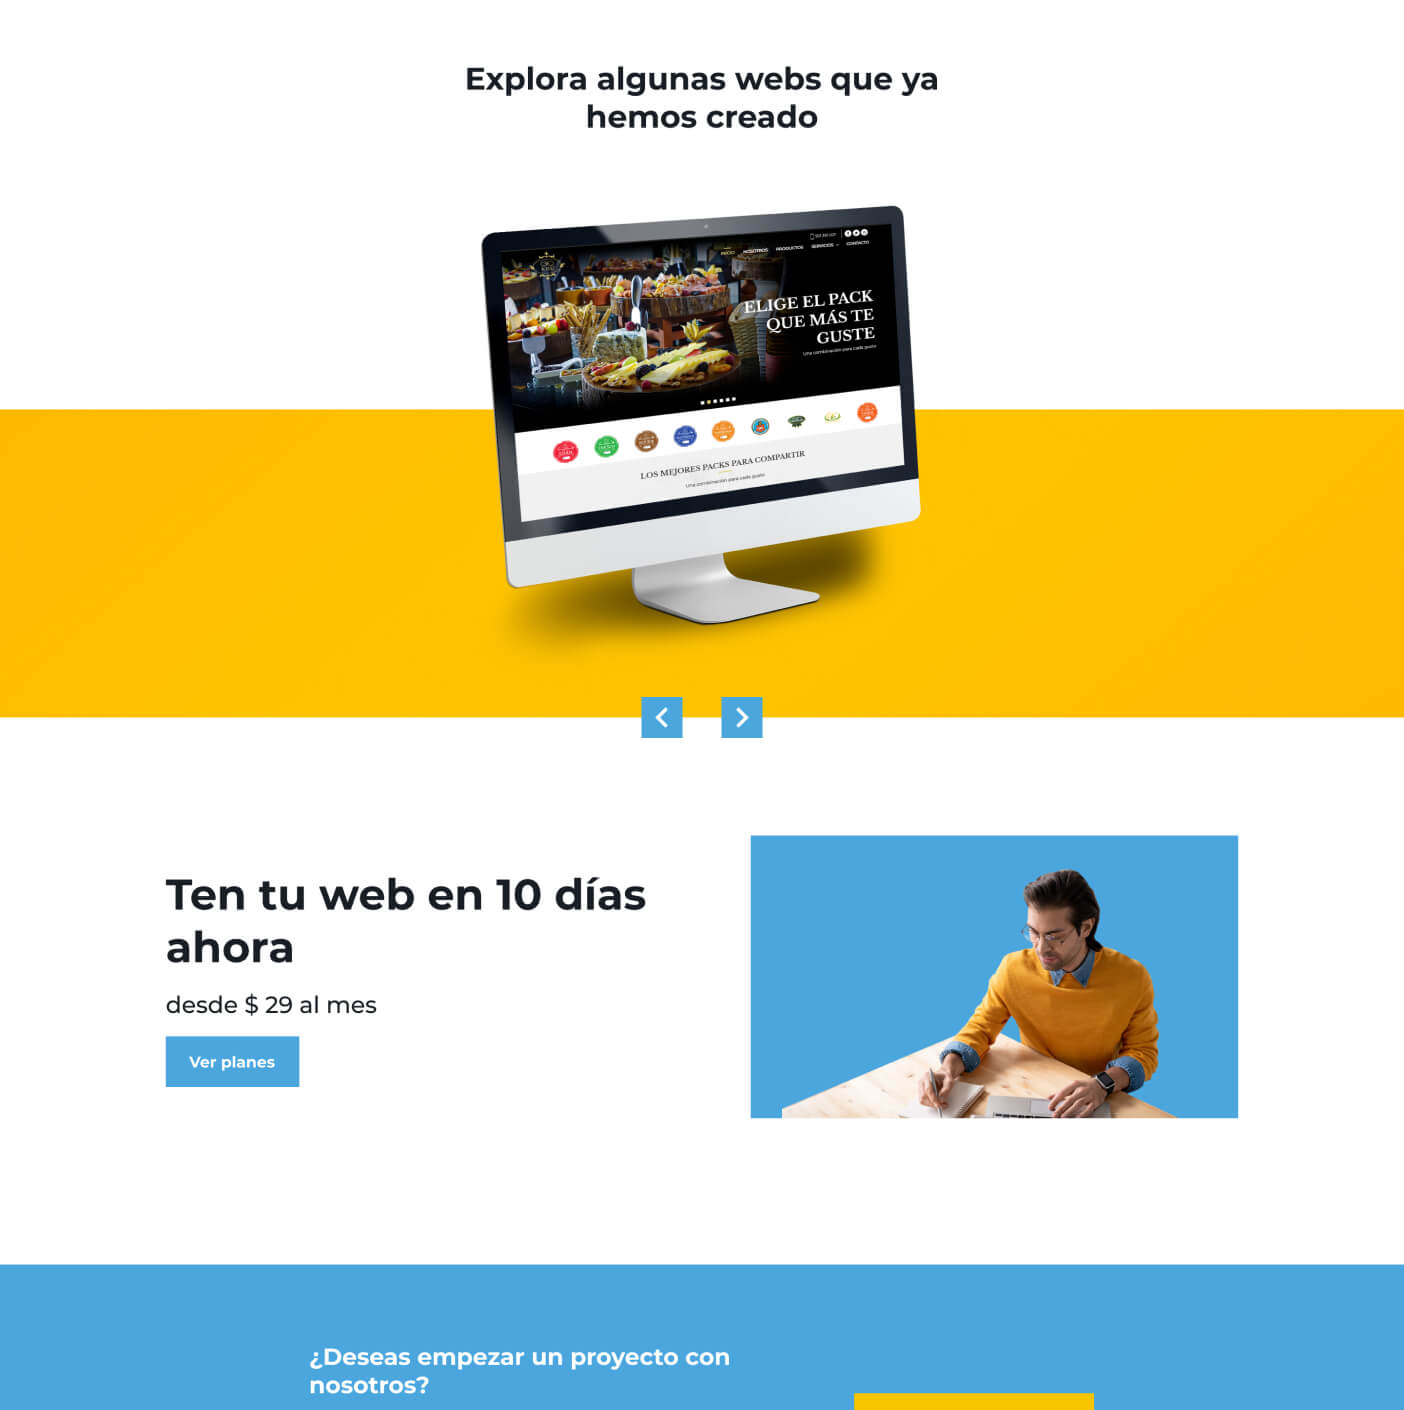 Explora algunas webs que ya
hemos creado
INICIO NOSOTROS PRODUCTOS SERVICIOS CONTACTO
ELIGE EL PACK
QUE MÁS TE
GUSTE
Una combinación para cada gusto
LOS MEJORES PACKS PARA COMPARTIR
Una combinación para cada gusto
Ten tu web en 10 días
ahora
desde $ 29 al mes
Ver planes
¿Deseas empezar un proyecto con
nosotros?